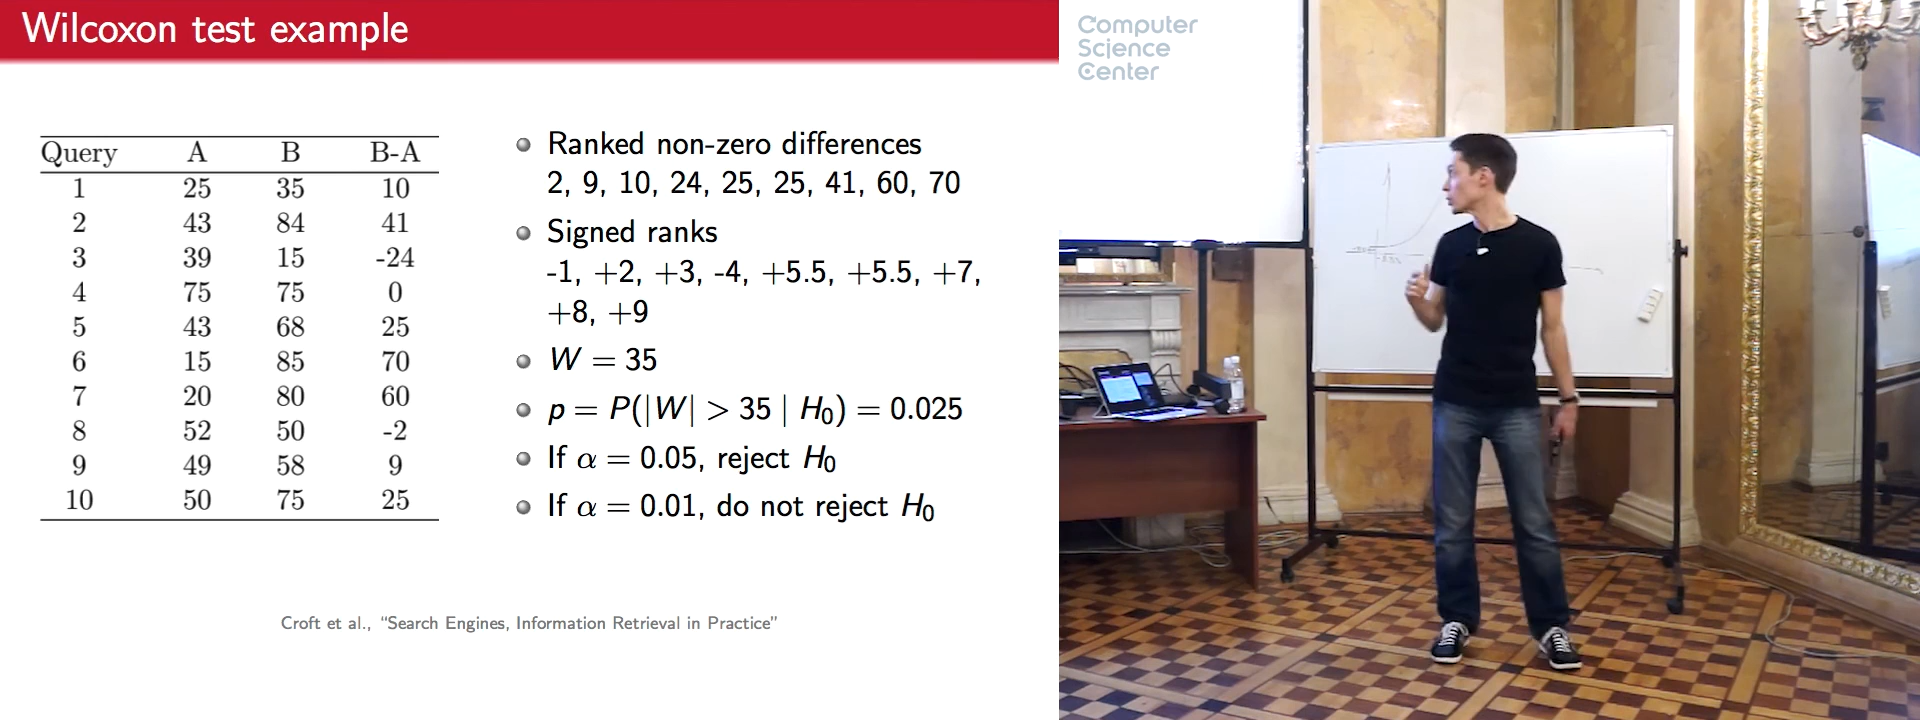 Wilcoxon test example
Query A B B-A
1 25 35 10
2 43 84 41
3 39 15 -24
4 75 75 0
5 43 68 25
6 15 85 70
7 20 80 60
8 52 50 -2
9 49 58 9
10 50 75 25
Ranked non-zero differences
2, 9, 10, 24, 25, 25, 41, 60, 70
Signed ranks
-1, +2, +3, -4, +5.5, +5.5, +7,
+8, +9
W = 35
p = P(|W| > 35 | H₀) = 0.025
If α = 0.05, reject H₀
If α = 0.01, do not reject H₀
Croft et al., “Search Engines, Information Retrieval in Practice”
Computer
Science
Center